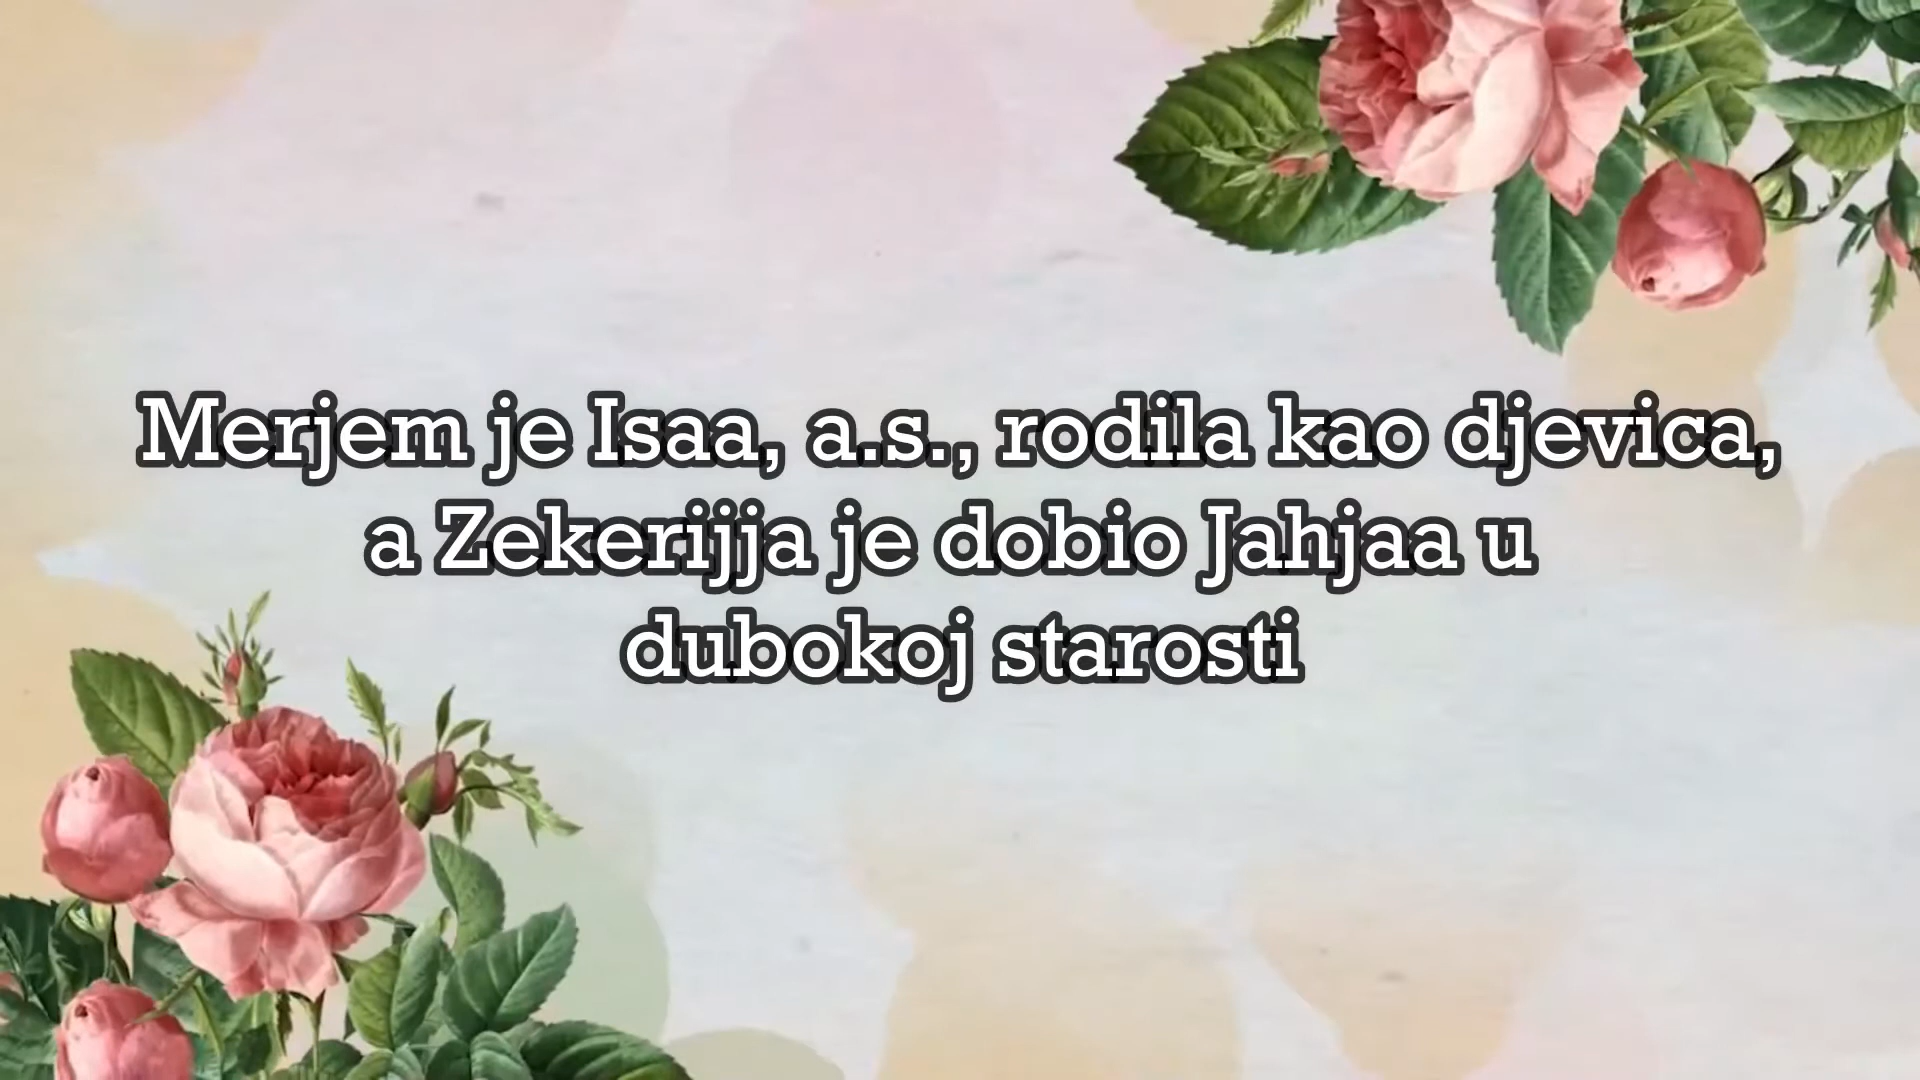 Merjem je Isaa, a.s., rodila kao djevica,
a Zekerijja je dobio Jahjaa u
dubokoj starosti